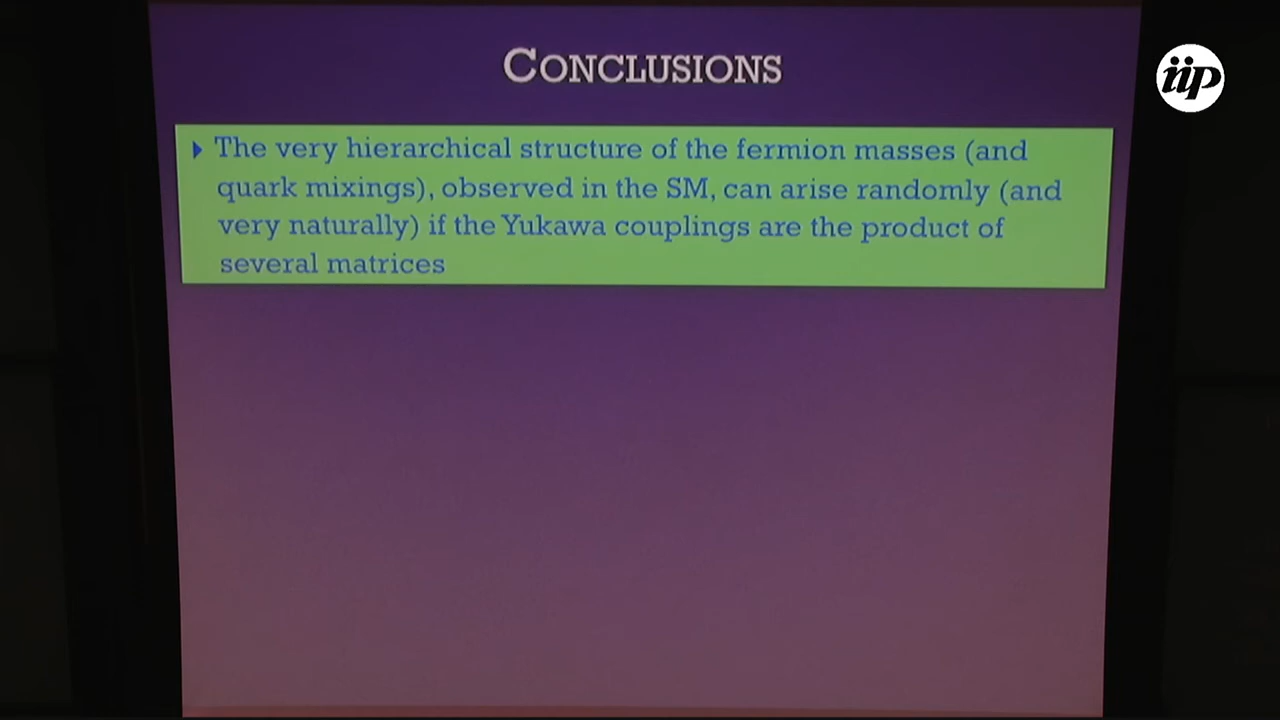 CONCLUSIONS
iip
The very hierarchical structure of the fermion masses (and
quark mixings), observed in the SM, can arise randomly (and
very naturally) if the Yukawa couplings are the product of
several matrices